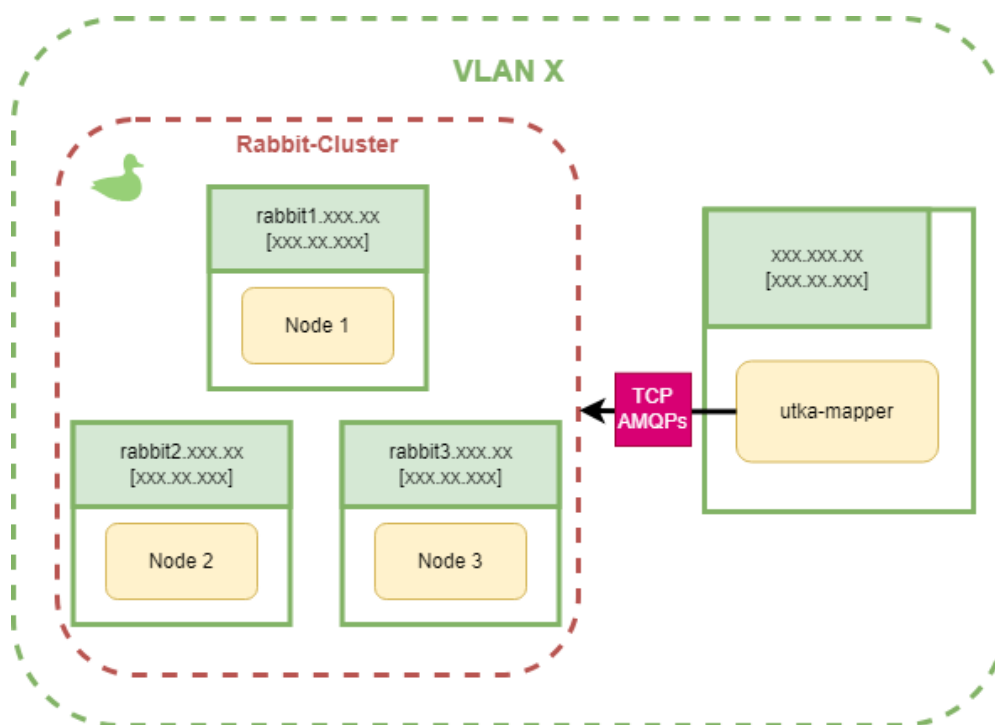 VLAN X
Rabbit-Cluster
rabbit1.xxx.xx
[xxx.xx.xxx]
Node 1
rabbit2.xxx.xx
[xxx.xx.xxx]
Node 2
rabbit3.xxx.xx
[xxx.xx.xxx]
Node 3
TCP
AMQPs
xxx.xxx.xx
[xxx.xx.xxx]
utka-mapper